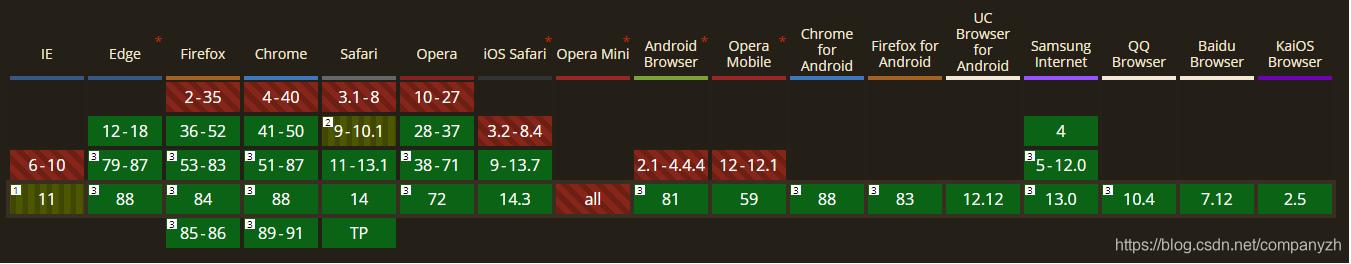 IE Edge * Firefox Chrome Safari Opera iOS Safari * Opera Mini Android Browser * Opera Mobile * Chrome for Android Firefox for Android UC Browser for Android Samsung Internet QQ Browser Baidu Browser KaiOS Browser
2-35 4-40 3.1-8 10-27
12-18 36-52 41-50 2 9-10.1 28-37 3.2-8.4 4
6-10 3 79-87 3 53-83 3 51-87 11-13.1 3 38-71 9-13.7 2.1-4.4.4 12-12.1 3 5-12.0
1 11 3 88 3 84 3 88 14 3 72 14.3 all 3 81 59 3 88 3 83 12.12 3 13.0 3 10.4 7.12 2.5
3 85-86 3 89-91 TP
https://blog.csdn.net/companyzh